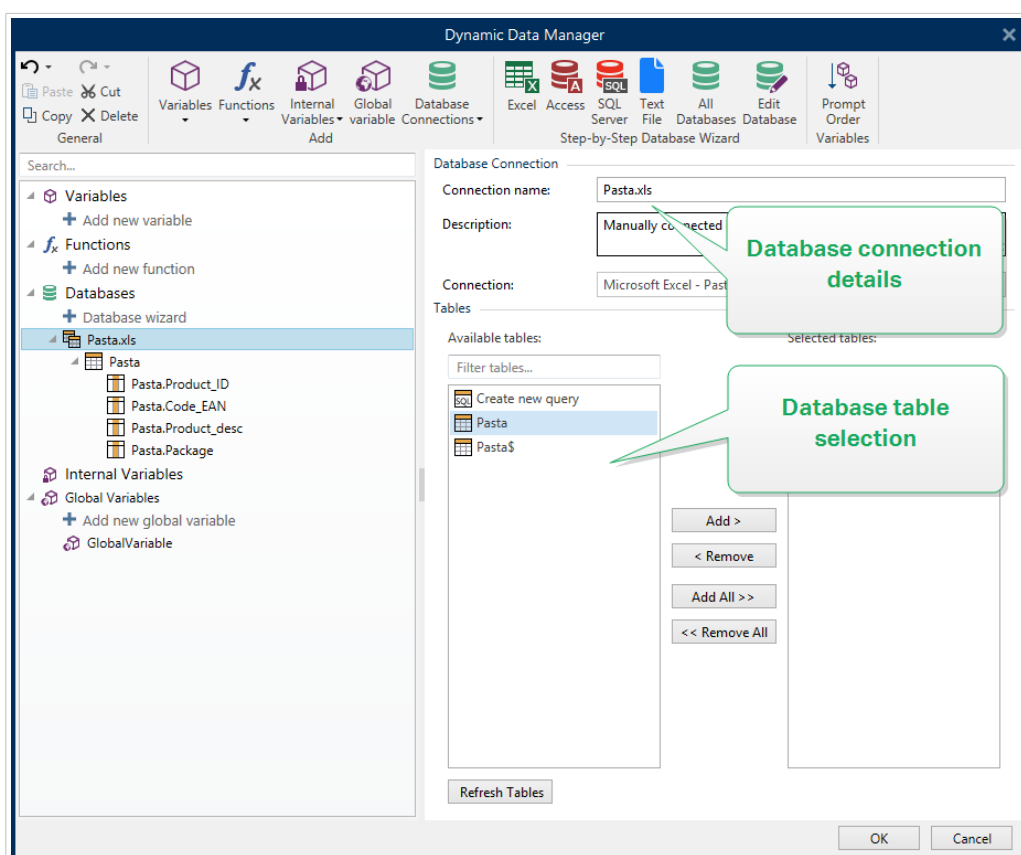 Dynamic Data Manager
Paste Cut
Copy Delete
General
Variables Functions Internal Variables Global variable Database Connections
Add
Excel Access SQL Server Text File All Databases Edit Database
Step-by-Step Database Wizard
Prompt Order
Variables
Search...
Variables
Add new variable
Functions
Add new function
Databases
Database wizard
Pasta.xls
Pasta
Pasta.Product_ID
Pasta.Code_EAN
Pasta.Product_desc
Pasta.Package
Internal Variables
Global Variables
Add new global variable
GlobalVariable
Database Connection
Connection name: Pasta.xls
Description: Manually connected
Connection: Microsoft Excel - Past
Database connection
details
Tables
Available tables:
Selected tables:
Filter tables...
SQL Create new query
Pasta
Pasta$
Database table
selection
Add >
< Remove
Add All >>
<< Remove All
Refresh Tables
OK Cancel